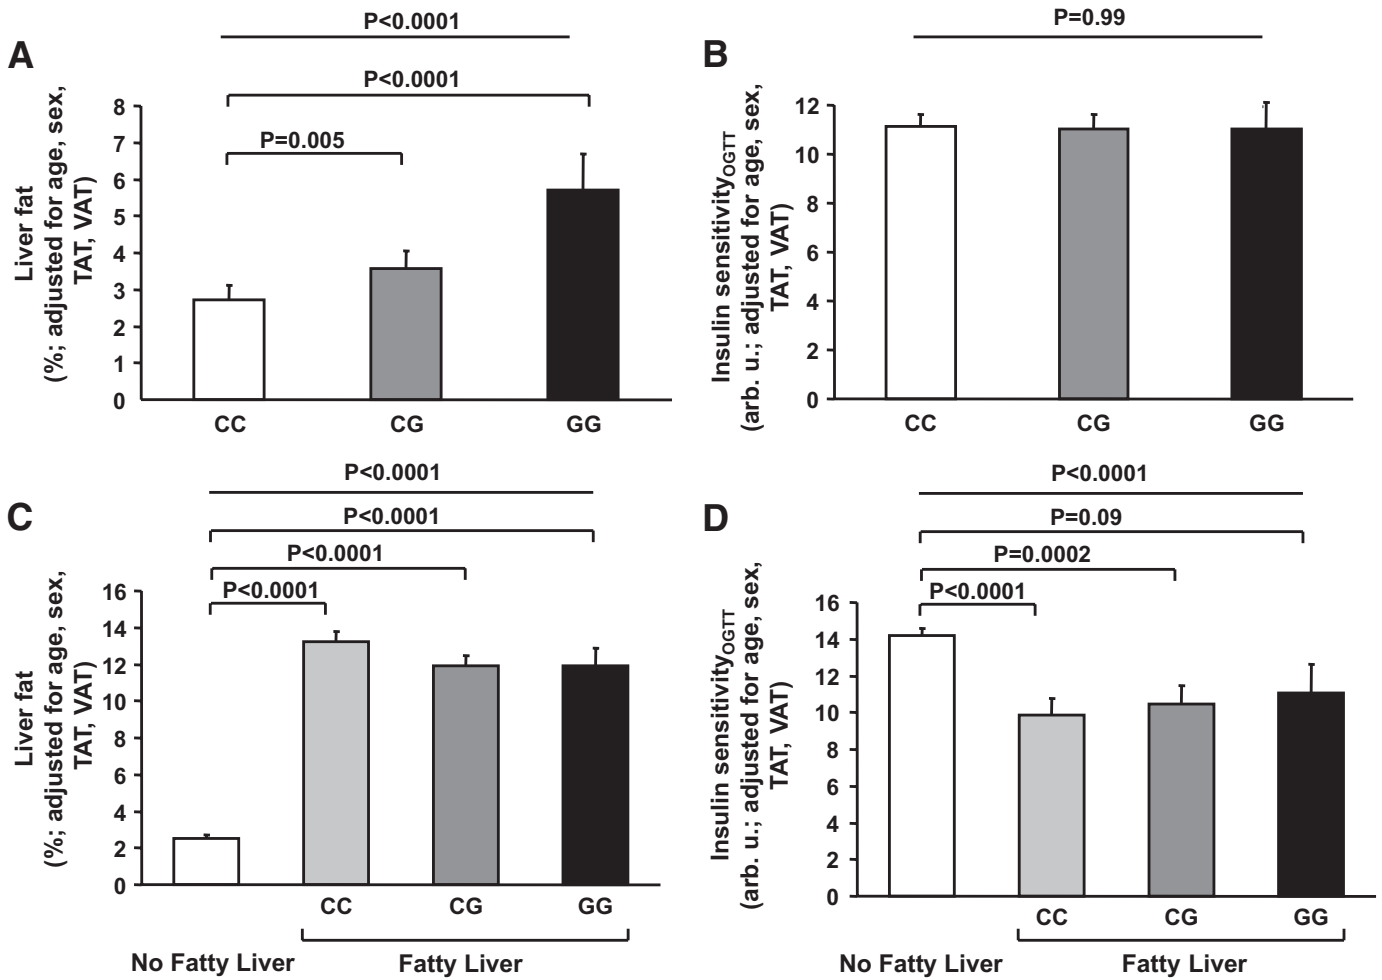 A
P<0.0001
P<0.0001
P=0.005
Liver fat
(%; adjusted for age, sex,
TAT, VAT)
8
7
6
5
4
3
2
1
0
CC CG GG
B
P=0.99
Insulin sensitivityOGTT
(arb. u.; adjusted for age, sex,
TAT, VAT)
12
10
8
6
4
2
0
CC CG GG
C
P<0.0001
P<0.0001
P<0.0001
P<0.0001
Liver fat
(%; adjusted for age, sex,
TAT, VAT)
16
14
12
10
8
6
4
2
0
CC CG GG
No Fatty Liver Fatty Liver
D
P<0.0001
P=0.09
P=0.0002
P<0.0001
Insulin sensitivityOGTT
(arb. u.; adjusted for age, sex,
TAT, VAT)
16
14
12
10
8
6
4
2
0
CC CG GG
No Fatty Liver Fatty Liver